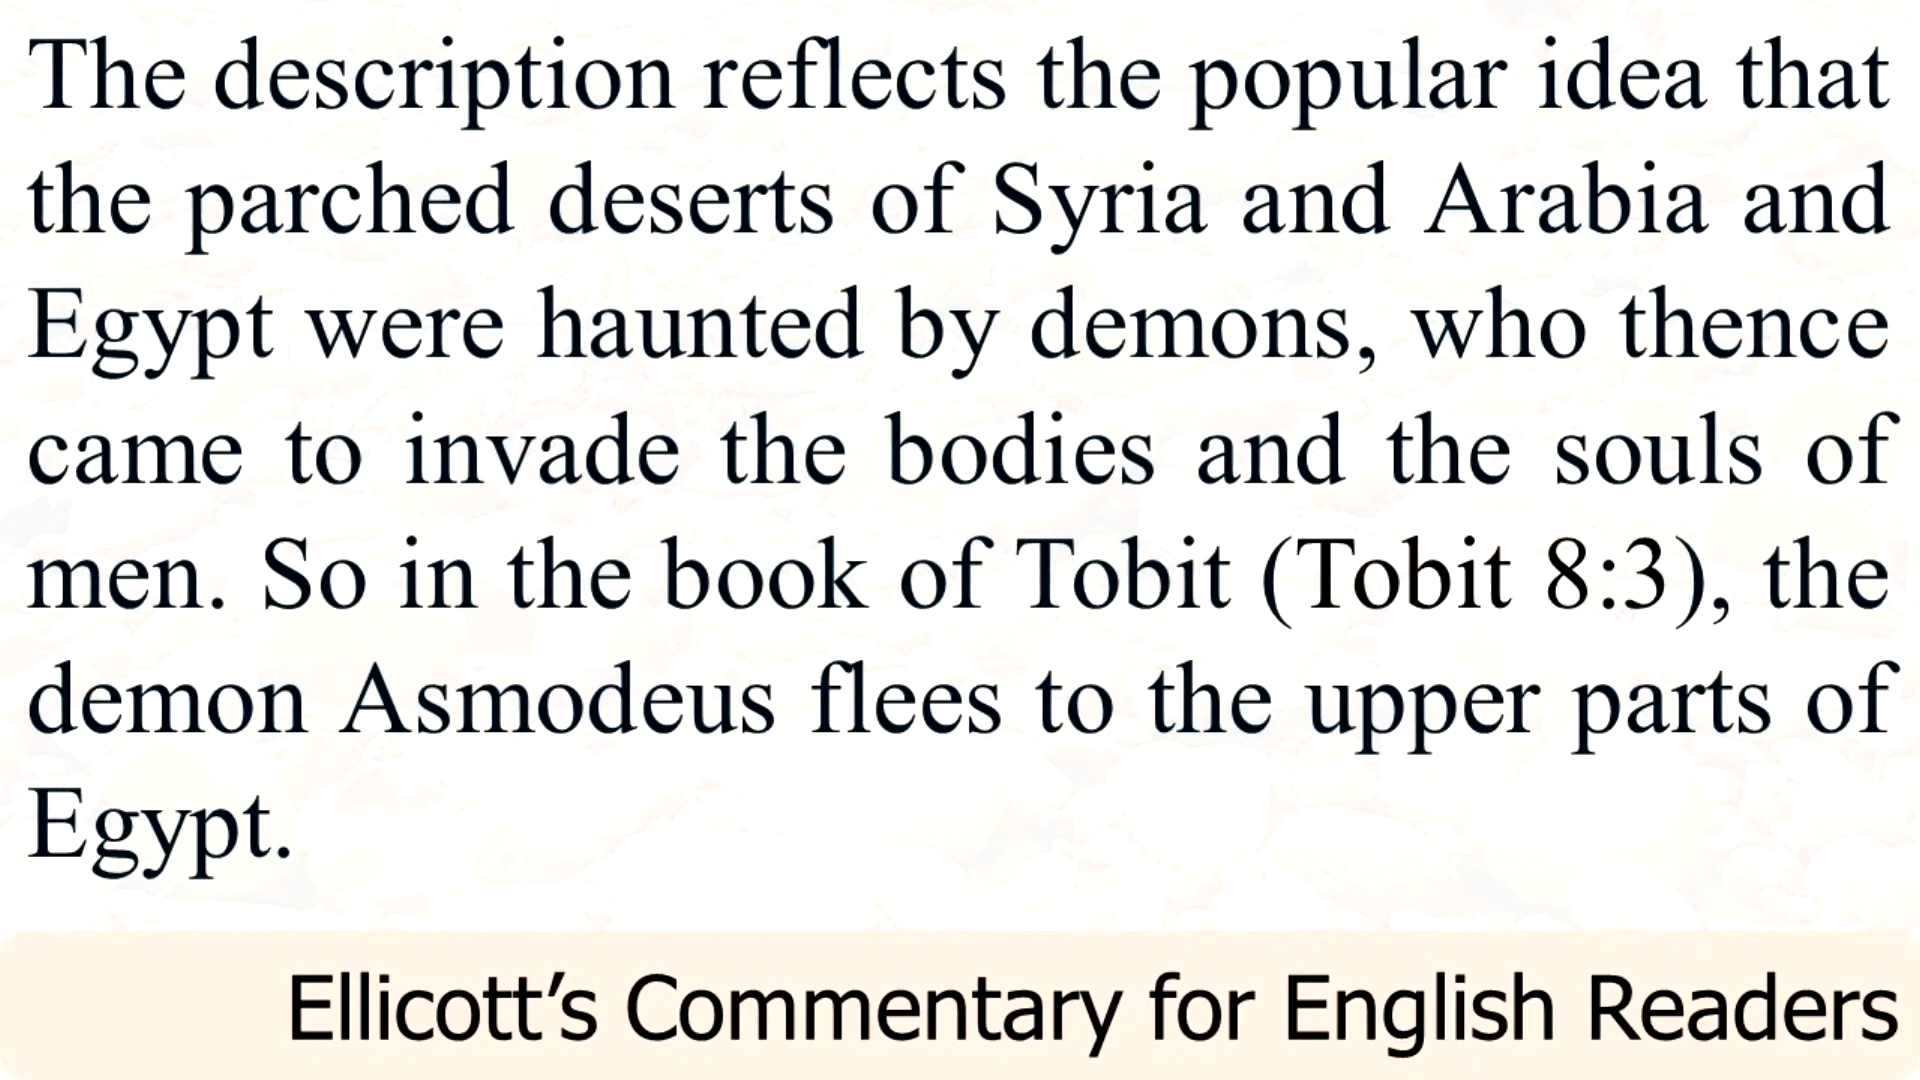 The description reflects the popular idea that
the parched deserts of Syria and Arabia and
Egypt were haunted by demons, who thence
came to invade the bodies and the souls of
men. So in the book of Tobit (Tobit 8:3), the
demon Asmodeus flees to the upper parts of
Egypt.
Ellicott’s Commentary for English Readers